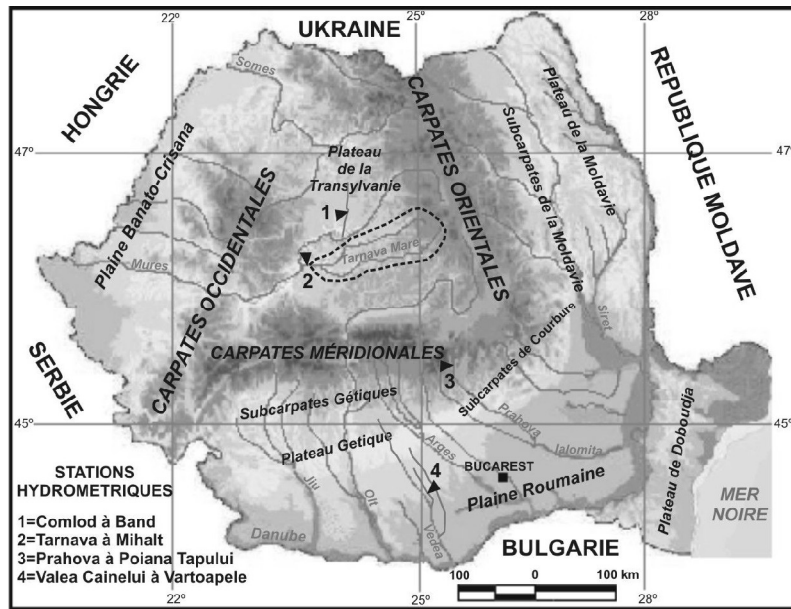 22°
25°
28°
UKRAINE
HONGRIE
REPUBLIQUE MOLDAVE
Somes
CARPATES ORIENTALES
Plateau de la Moldavie
Subcarpates de la Moldavie
47°
47°
Plateau
de la
Transylvanie
Plaine Banato-Crisana
CARPATES OCCIDENTALES
1
Tarnava Mare
Mures
2
Siret
SERBIE
CARPATES MÉRIDIONALES
3
Subcarpates de Courbure
Subcarpates Gétiques
Prahova
45°
45°
Plateau Getique
Arges
Ialomita
Plateau de Doboudja
STATIONS
HYDROMETRIQUES
4
BUCAREST
Plaine Roumaine
Jiu
Olt
MER
NOIRE
1=Comlod à Band
2=Tarnava à Mihalt
3=Prahova à Poiana Tapului
4=Valea Cainelui à Vartoapele
Danube
Vedea
BULGARIE
100 0 100 km
22°
25°
28°